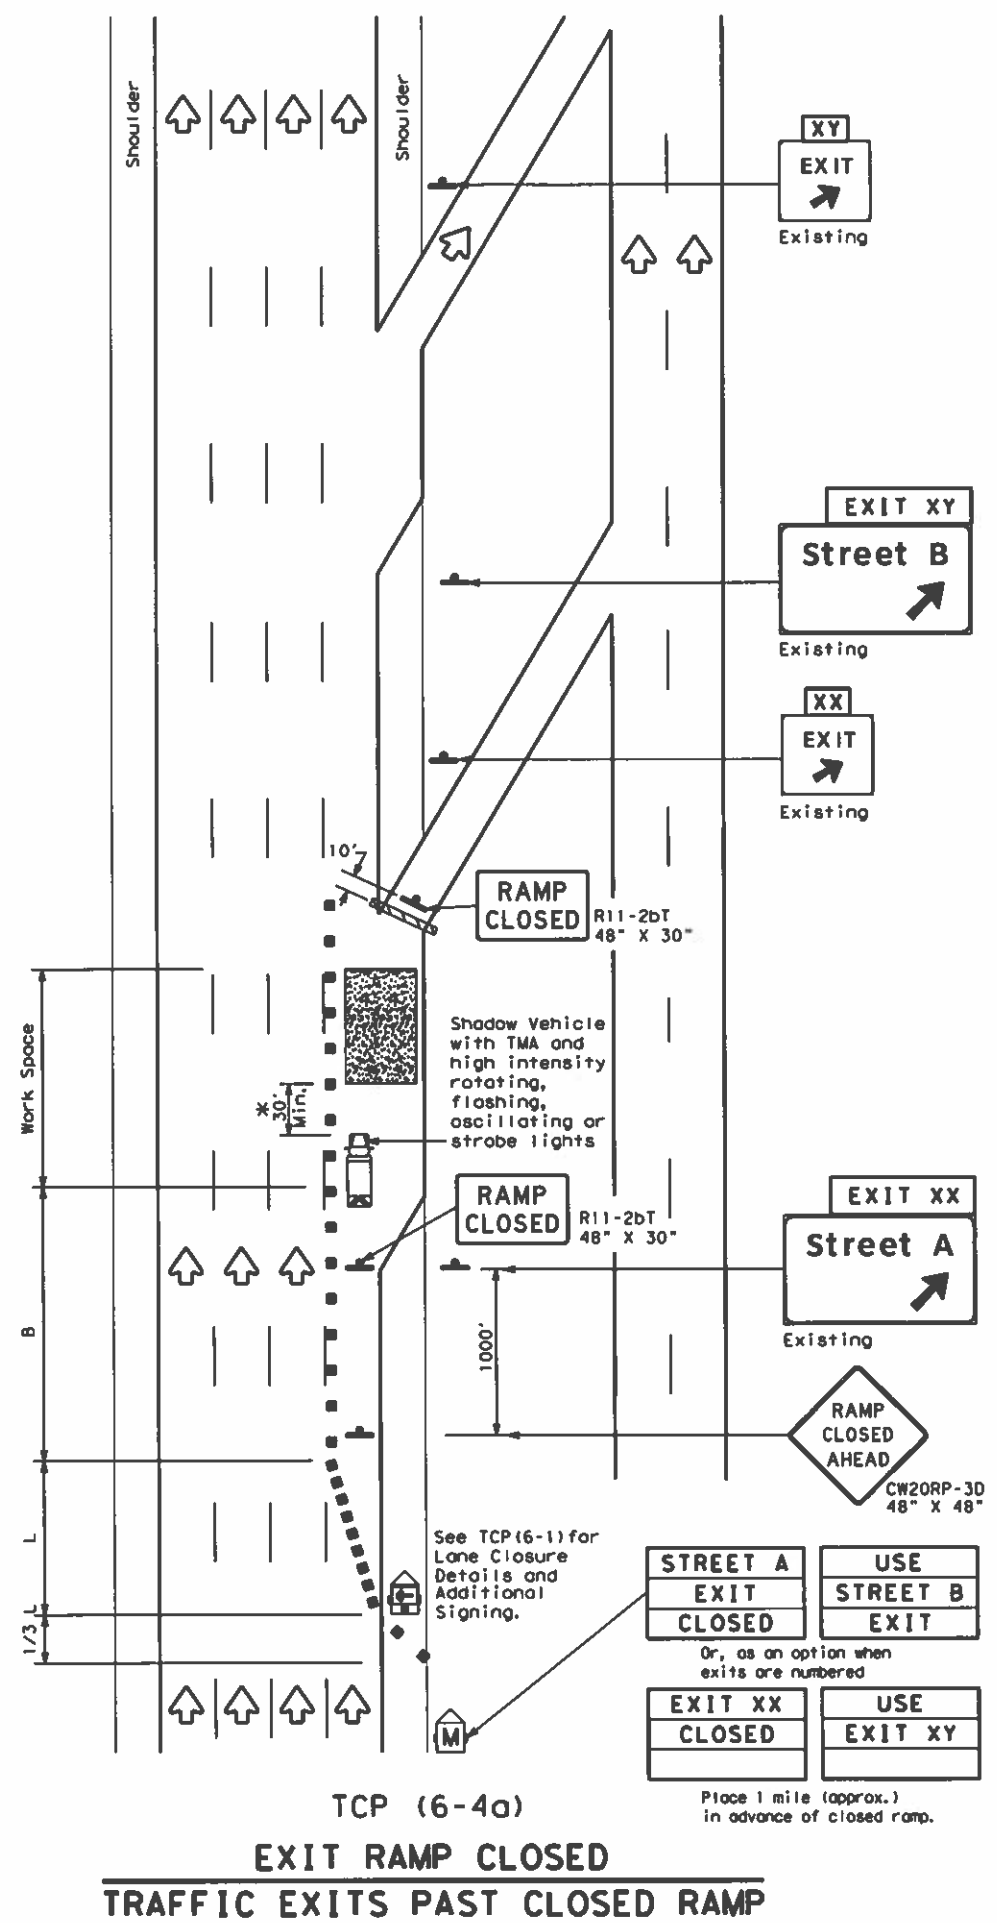 Shoulder
Shoulder
XY
EXIT
Existing
EXIT XY
Street B
Existing
XX
EXIT
Existing
10'
RAMP
CLOSED
R11-2bT
48" X 30"
Work Space
*
30'
Min.
Shadow Vehicle
with TMA and
high intensity
rotating,
flashing,
oscillating or
strobe lights
RAMP
CLOSED
R11-2bT
48" X 30"
EXIT XX
Street A
Existing
B
1000'
RAMP
CLOSED
AHEAD
CW20RP-3D
48" X 48"
L
1/3 L
See TCP(6-1)for
Lane Closure
Details and
Additional
Signing.
STREET A
EXIT
CLOSED
USE
STREET B
EXIT
Or, as an option when
exits are numbered
EXIT XX
CLOSED
USE
EXIT XY
M
Place 1 mile (approx.)
in advance of closed ramp.
TCP (6-4a)
EXIT RAMP CLOSED
TRAFFIC EXITS PAST CLOSED RAMP